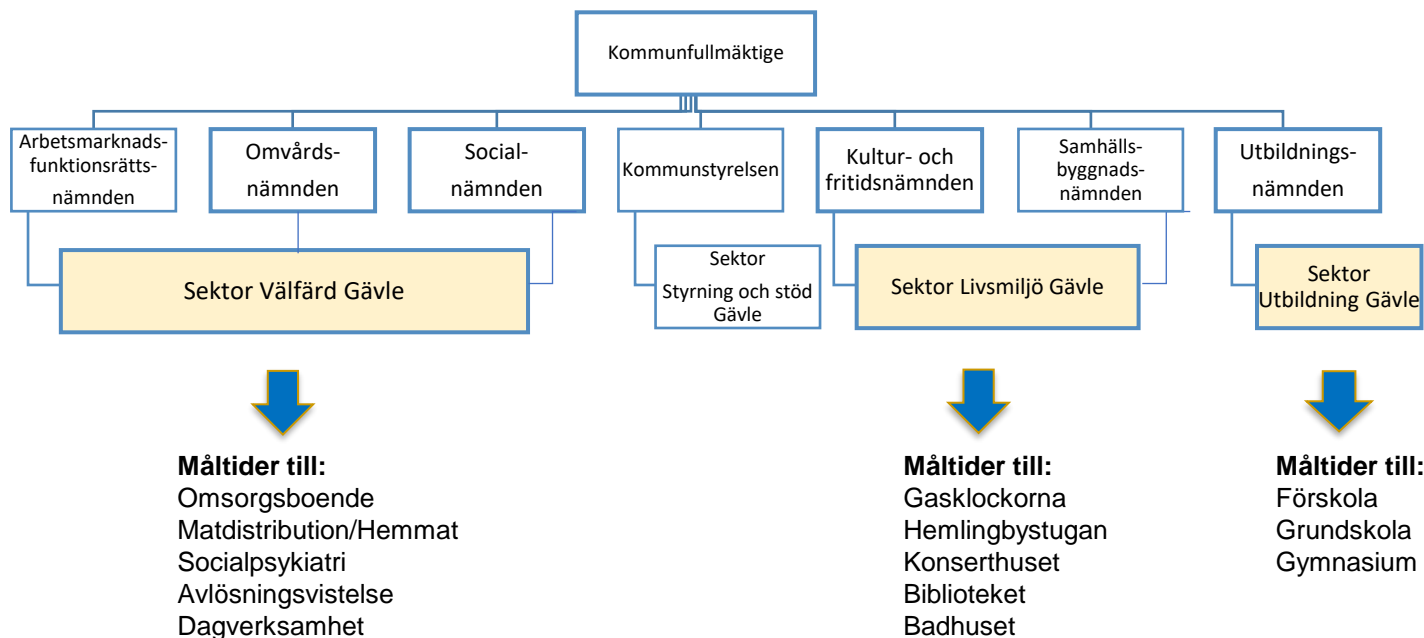 Kommunfullmäktige
Arbetsmarknads-
funktionsrätts-
nämnden
Omvårds-
nämnden
Social-
nämnden
Kommunstyrelsen
Kultur- och
fritidsnämnden
Samhälls-
byggnads-
nämnden
Utbildnings-
nämnden
Sektor Välfärd Gävle
Sektor
Styrning och stöd
Gävle
Sektor Livsmiljö Gävle
Sektor
Utbildning Gävle
Måltider till:
Omsorgsboende
Matdistribution/Hemmat
Socialpsykiatri
Avlösningsvistelse
Dagverksamhet
Måltider till:
Gasklockorna
Hemlingbystugan
Konserthuset
Biblioteket
Badhuset
Måltider till:
Förskola
Grundskola
Gymnasium